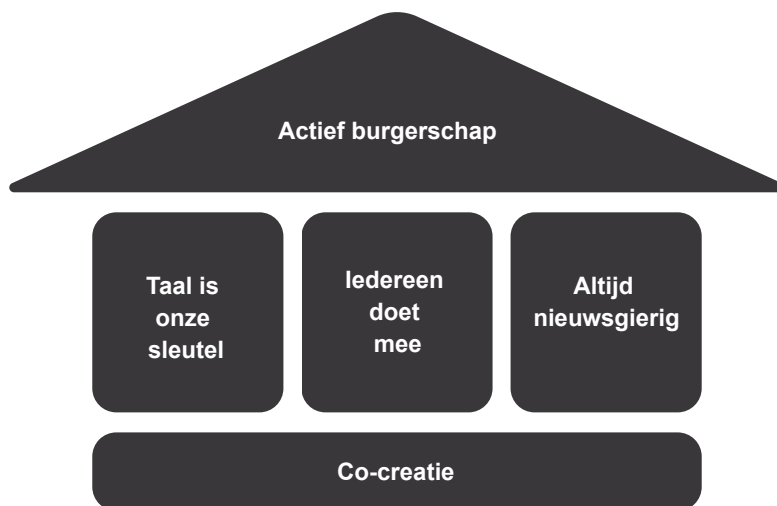 Actief burgerschap
Taal is
onze
sleutel
Iedereen
doet
mee
Altijd
nieuwsgierig
Co-creatie